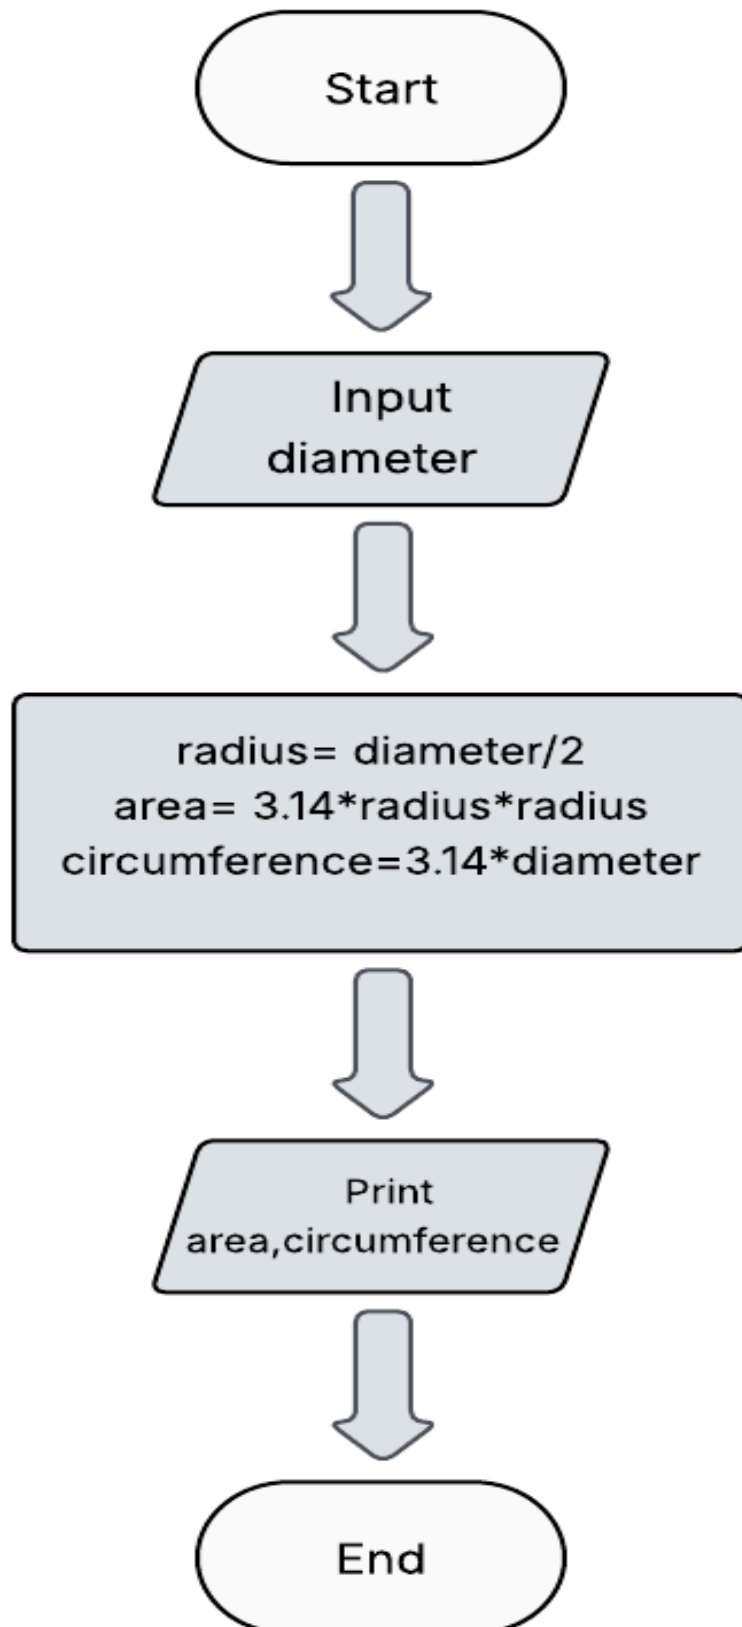 Start
Input
diameter
radius= diameter/2
area= 3.14*radius*radius
circumference=3.14*diameter
Print
area,circumference
End